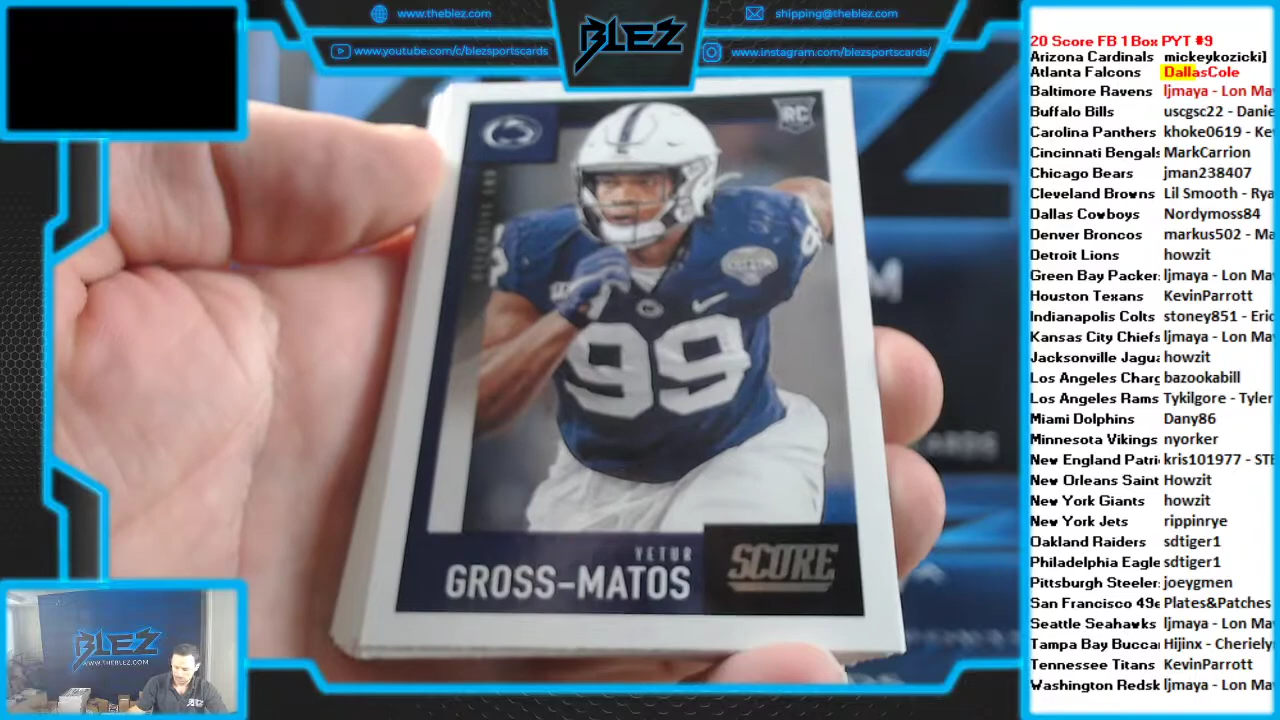 www.theblez.com
BLEZ
shipping@theblez.com
www.youtube.com/c/blezsportscards
www.instagram.com/blezsportscards/
RC
99
YETUR
GROSS-MATOS
SCORE
BLEZ
WWW.THEBLEZ.COM
20 Score FB 1 Box PYT #9
Arizona Cardinals mickeykozicki]
Atlanta Falcons DallasCole
Baltimore Ravens ljmaya - Lon Ma
Buffalo Bills uscgsc22 - Danie
Carolina Panthers khoke0619 - Ke
Cincinnati Bengals MarkCarrion
Chicago Bears jman238407
Cleveland Browns Lil Smooth - Rya
Dallas Cowboys Nordymoss84
Denver Broncos markus502 - Ma
Detroit Lions howzit
Green Bay Packer ljmaya - Lon Ma
Houston Texans KevinParrott
Indianapolis Colts stoney851 - Eric
Kansas City Chiefs ljmaya - Lon Ma
Jacksonville Jagua howzit
Los Angeles Charg bazookabill
Los Angeles Rams Tykilgore - Tyler
Miami Dolphins Dany86
Minnesota Vikings nyorker
New England Patri kris101977 - STE
New Orleans Saint Howzit
New York Giants howzit
New York Jets rippinrye
Oakland Raiders sdtiger1
Philadelphia Eagle sdtiger1
Pittsburgh Steeler joeygmen
San Francisco 49e Plates&Patches
Seattle Seahawks ljmaya - Lon Ma
Tampa Bay Bucca Hijinx - Cheriely
Tennessee Titans KevinParrott
Washington Redsk ljmaya - Lon Ma